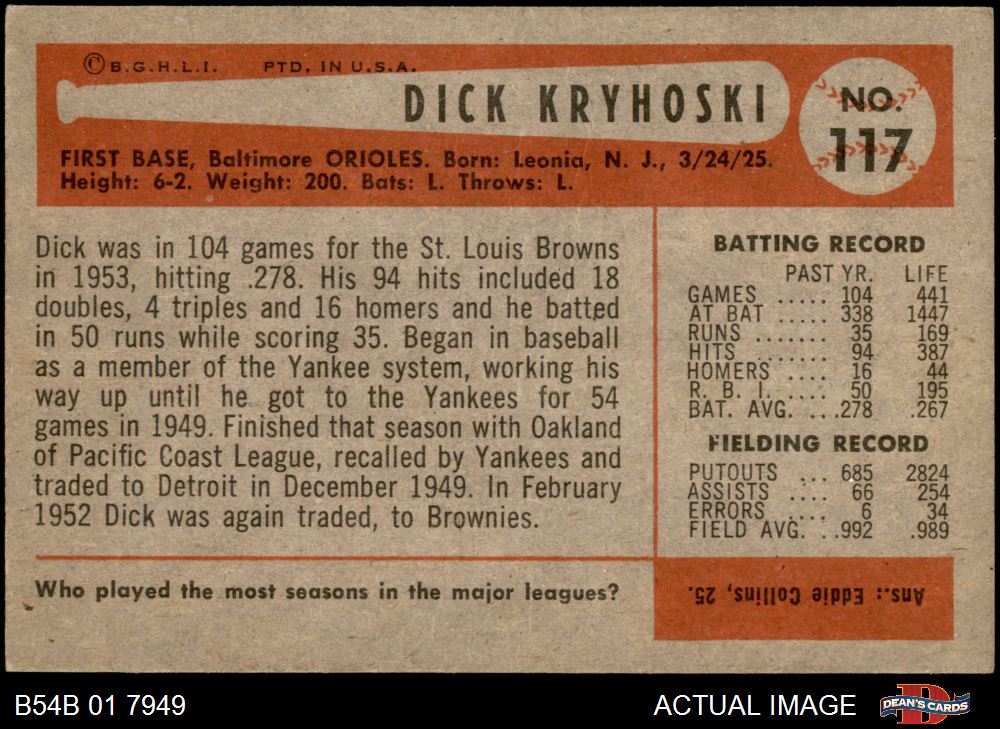 © B.G.H.L.I. PTD. IN U.S.A.
DICK KRYHOSKI
NO.
117
FIRST BASE, Baltimore ORIOLES. Born: Leonia, N. J., 3/24/25.
Height: 6-2. Weight: 200. Bats: L. Throws: L.
Dick was in 104 games for the St. Louis Browns
in 1953, hitting .278. His 94 hits included 18
doubles, 4 triples and 16 homers and he batted
in 50 runs while scoring 35. Began in baseball
as a member of the Yankee system, working his
way up until he got to the Yankees for 54
games in 1949. Finished that season with Oakland
of Pacific Coast League, recalled by Yankees and
traded to Detroit in December 1949. In February
1952 Dick was again traded, to Brownies.
BATTING RECORD
PAST YR. LIFE
GAMES ..... 104 441
AT BAT ..... 338 1447
RUNS ....... 35 169
HITS ....... 94 387
HOMERS .... 16 44
R. B. I. .... 50 195
BAT. AVG. ...278 .267
FIELDING RECORD
PUTOUTS ... 685 2824
ASSISTS .... 66 254
ERRORS .... 6 34
FIELD AVG. ..992 .989
Who played the most seasons in the major leagues?
Ans.: Eddie Collins, 25.
B54B 01 7949
ACTUAL IMAGE
DEAN'S CARDS